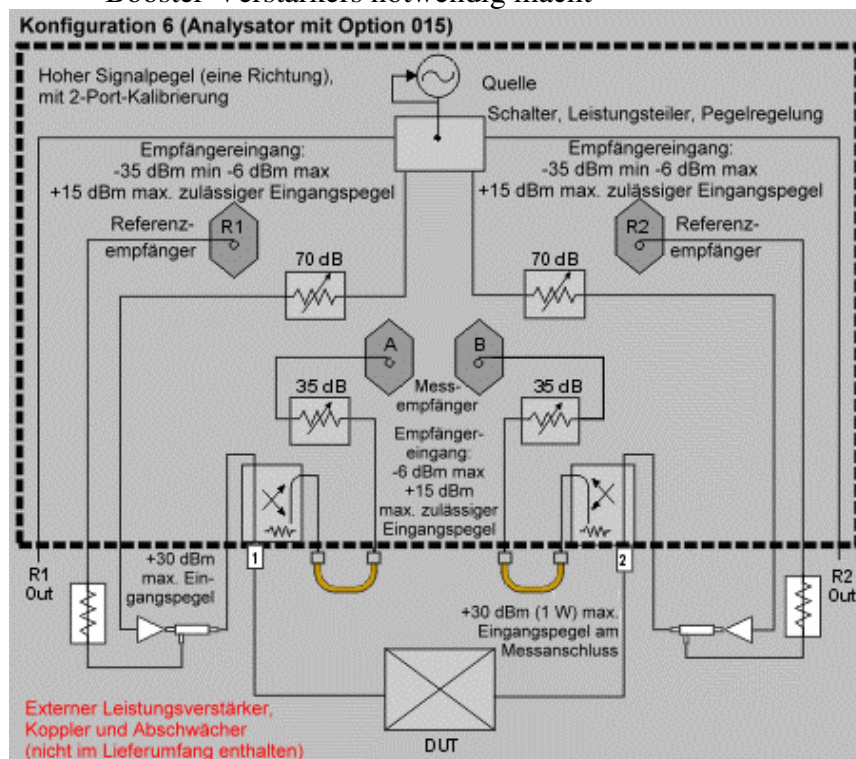 Booster-Verstärkers notwendig macht
Konfiguration 6 (Analysator mit Option 015)
Hoher Signalpegel (eine Richtung),
mit 2-Port-Kalibrierung
Quelle
Schalter, Leistungsteiler, Pegelregelung
Empfängereingang:
-35 dBm min -6 dBm max
+15 dBm max. zulässiger Eingangspegel
Empfängereingang:
-35 dBm min -6 dBm max
+15 dBm max. zulässiger Eingangspegel
Referenz-
empfänger
R1
R2
Referenz-
empfänger
70 dB
70 dB
A
B
Mess-
empfänger
35 dB
35 dB
Empfänger-
eingang:
-6 dBm max
+15 dBm
max. zulässiger
Eingangspegel
R1
Out
+30 dBm
max. Ein-
gangspegel
1
2
R2
Out
+30 dBm (1 W) max.
Eingangspegel am
Messanschluss
Externer Leistungsverstärker,
Koppler und Abschwächer
(nicht im Lieferumfang enthalten)
DUT